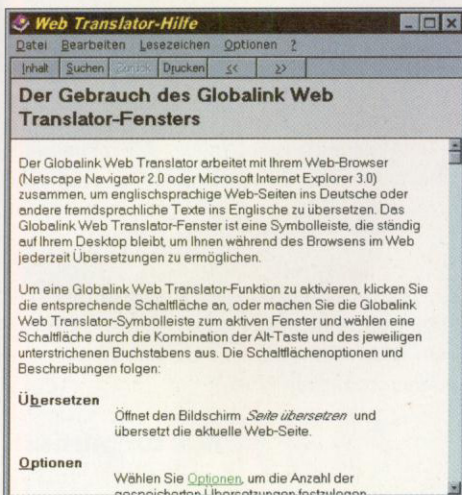 Web Translator-Hilfe
Datei Bearbeiten Lesezeichen Optionen ?
Inhalt Suchen Zurück Drucken << >>
Der Gebrauch des Globalink Web
Translator-Fensters
Der Globalink Web Translator arbeitet mit Ihrem Web-Browser
(Netscape Navigator 2.0 oder Microsoft Internet Explorer 3.0)
zusammen, um englischsprachige Web-Seiten ins Deutsche oder
andere fremdsprachliche Texte ins Englische zu übersetzen. Das
Globalink Web Translator-Fenster ist eine Symbolleiste, die ständig
auf Ihrem Desktop bleibt, um Ihnen während des Browsens im Web
jederzeit Übersetzungen zu ermöglichen.
Um eine Globalink Web Translator-Funktion zu aktivieren, klicken Sie
die entsprechende Schaltfläche an, oder machen Sie die Globalink
Web Translator-Symbolleiste zum aktiven Fenster und wählen eine
Schaltfläche durch die Kombination der Alt-Taste und des jeweiligen
unterstrichenen Buchstabens aus. Die Schaltflächenoptionen und
Beschreibungen folgen:
Übersetzen
Öffnet den Bildschirm Seite übersetzen und
übersetzt die aktuelle Web-Seite.
Optionen
Wählen Sie Optionen, um die Anzahl der
gespeicherten Übersetzungen festzulegen